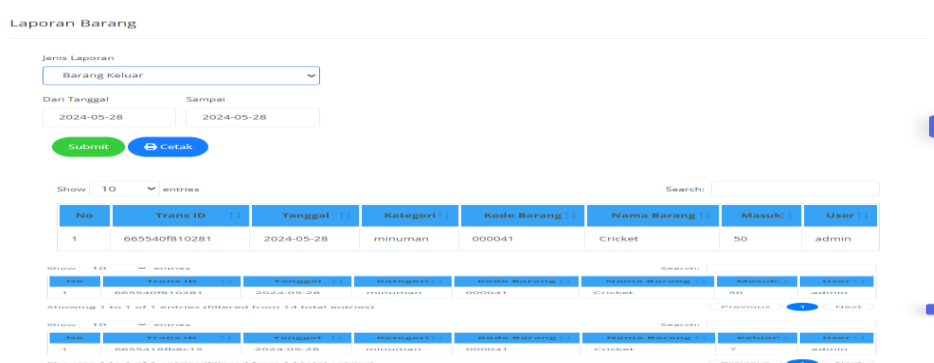 Laporan Barang
Jenis Laporan
Barang Keluar
Dari Tanggal Sampai
2024-05-28 2024-05-28
Submit Cetak
Show 10 entries Search:
No Trans ID Tanggal Kategori Kode Barang Nama Barang Masuk User
1 665540f810281 2024-05-28 minuman 000041 Cricket 50 admin
Show 10 entries Search:
No Trans ID Tanggal Kategori Kode Barang Nama Barang Masuk User
1 665540f810281 2024-05-28 minuman 000041 Cricket 50 admin
Showing 1 to 1 of 1 entries (filtered from 14 total entries) Previous 1 Next
Show 10 entries Search:
No Trans ID Tanggal Kategori Kode Barang Nama Barang Keluar User
1 6655416fb8c15 2024-05-28 minuman 000041 Cricket 7 admin